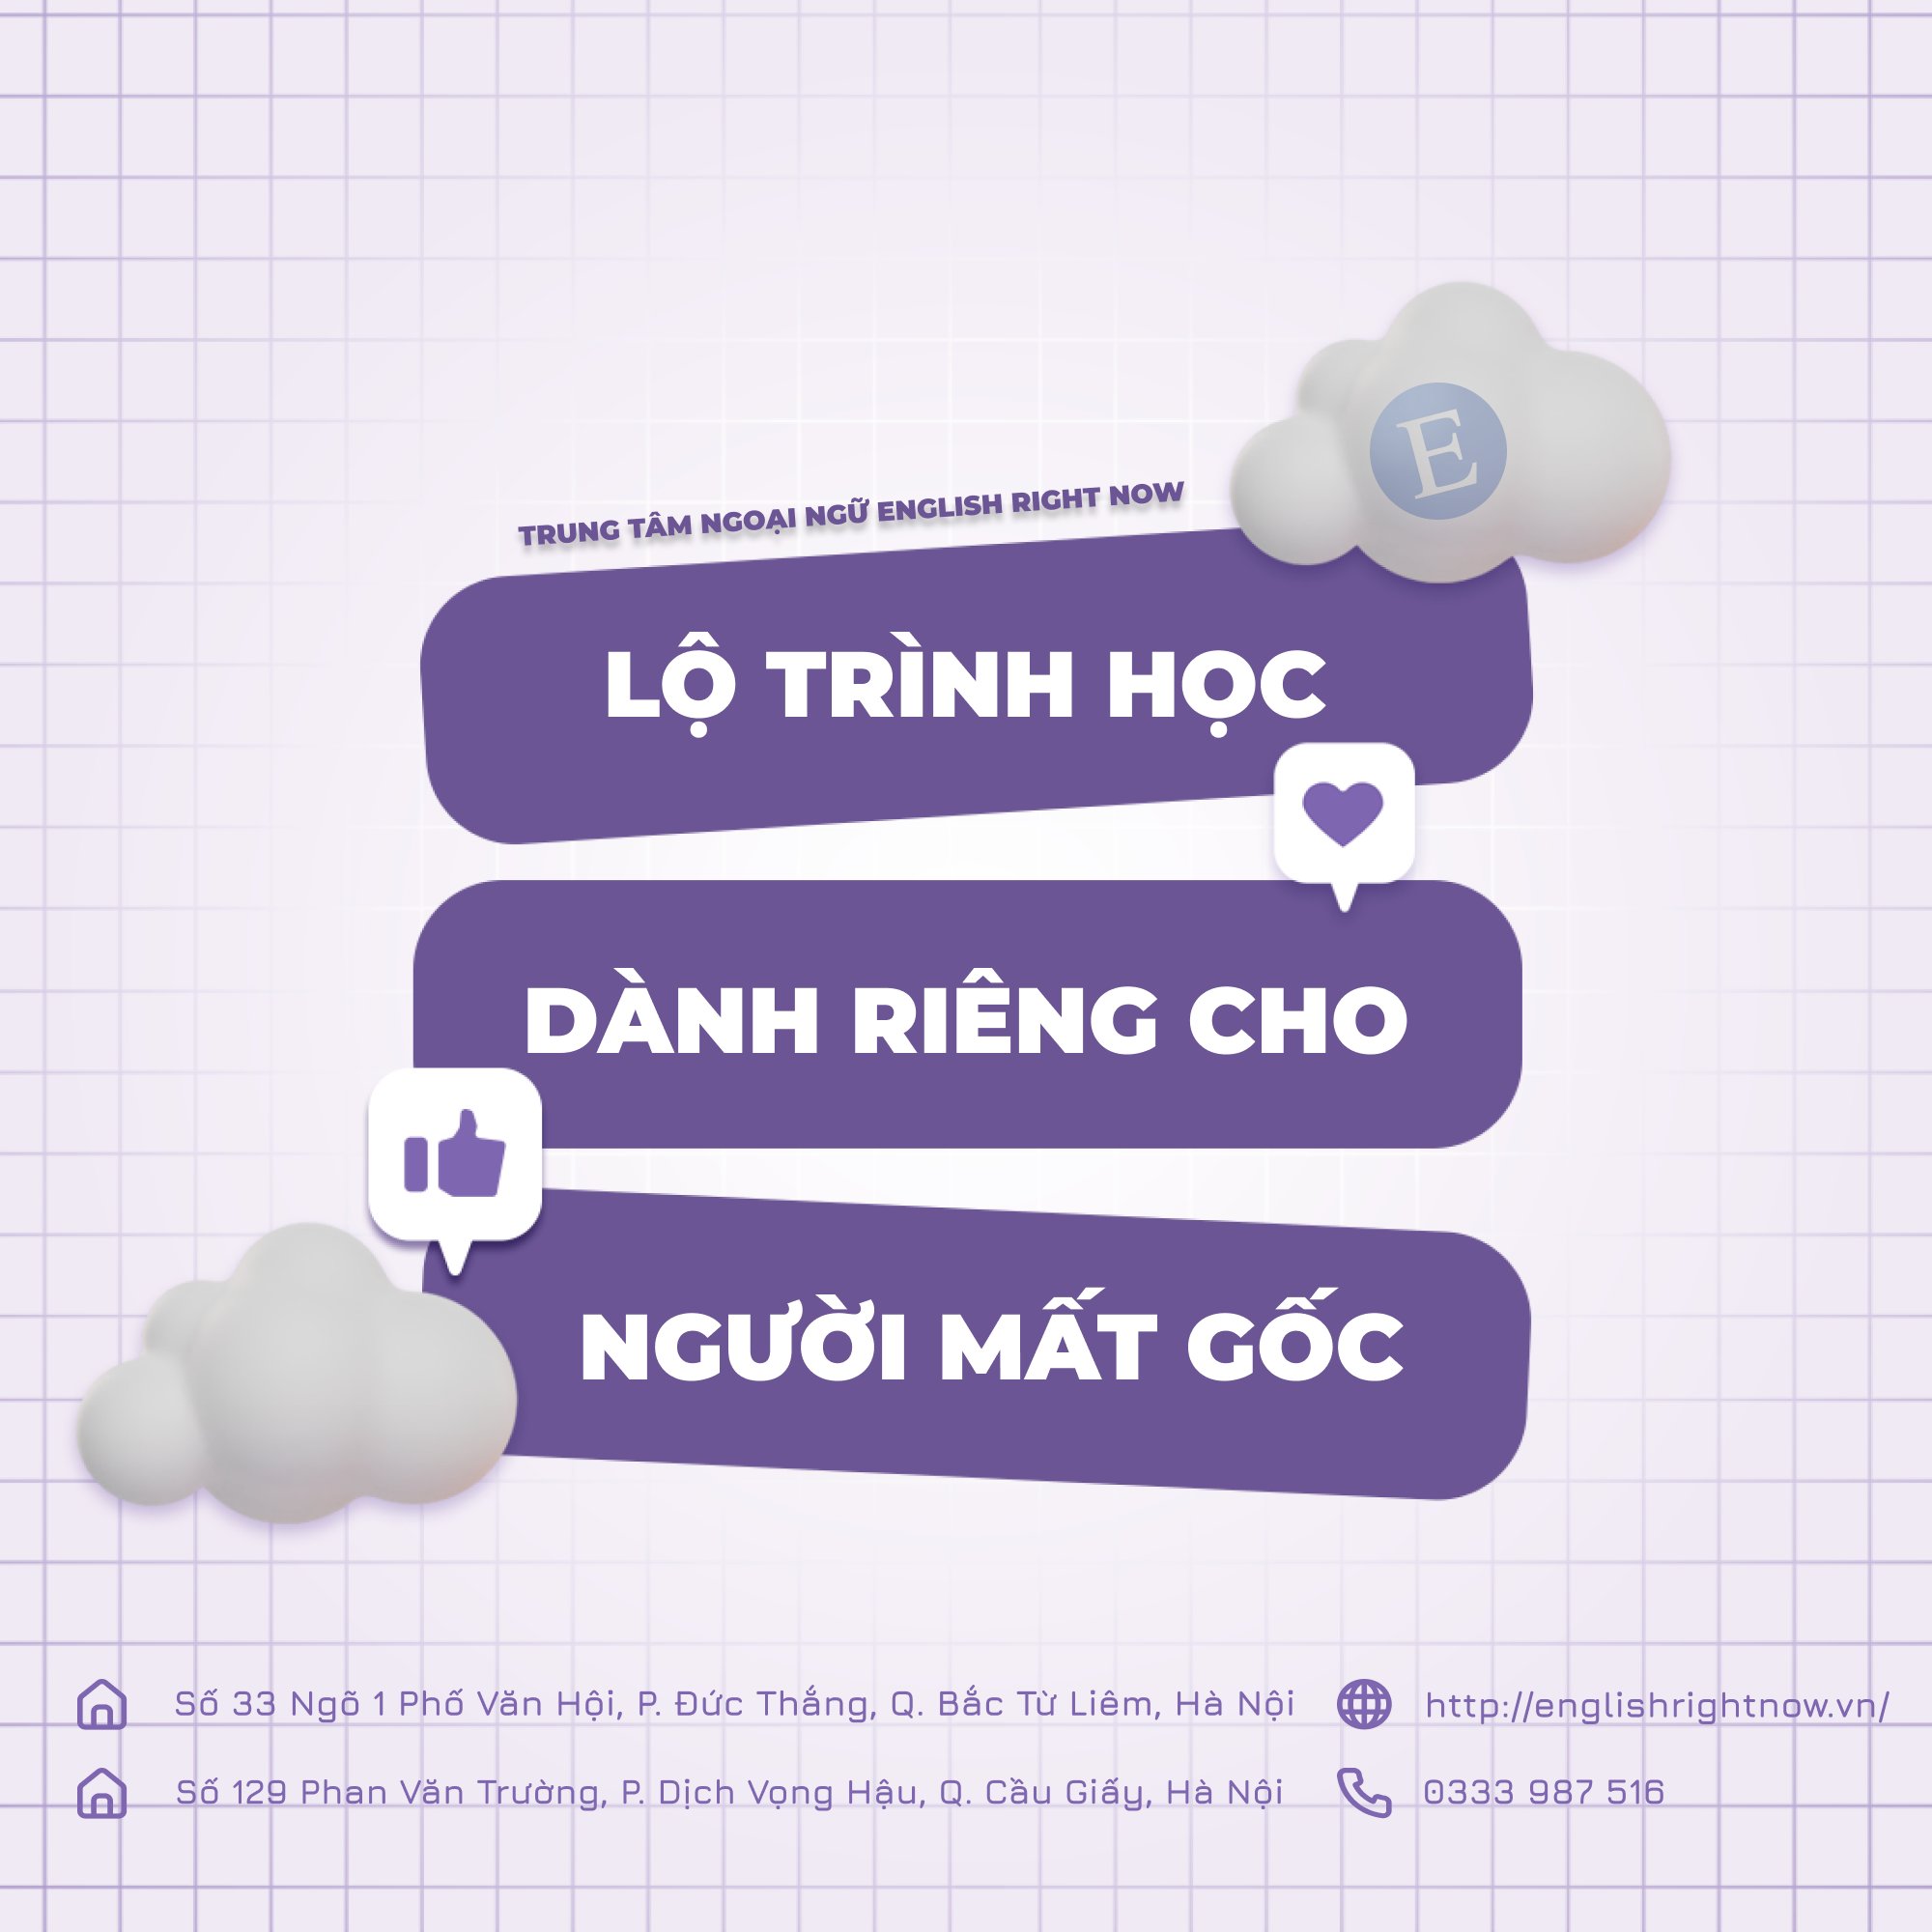 E
TRUNG TÂM NGOẠI NGỮ ENGLISH RIGHT NOW
LỘ TRÌNH HỌC
DÀNH RIÊNG CHO
NGƯỜI MẤT GỐC
Số 33 Ngõ 1 Phố Văn Hội, P. Đức Thắng, Q. Bắc Từ Liêm, Hà Nội
http://englishrightnow.vn/
Số 129 Phan Văn Trường, P. Dịch Vọng Hậu, Q. Cầu Giấy, Hà Nội
0333 987 516